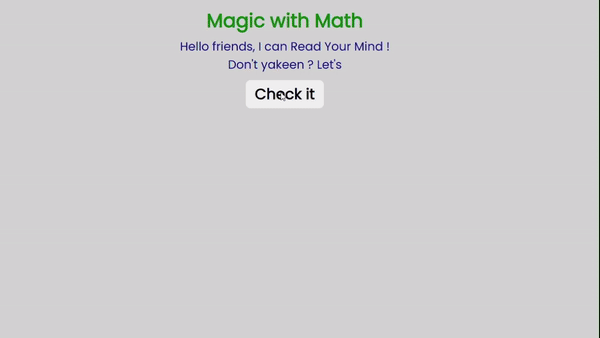 Magic with Math
Hello friends, I can Read Your Mind !
Don't yakeen ? Let's
Check it